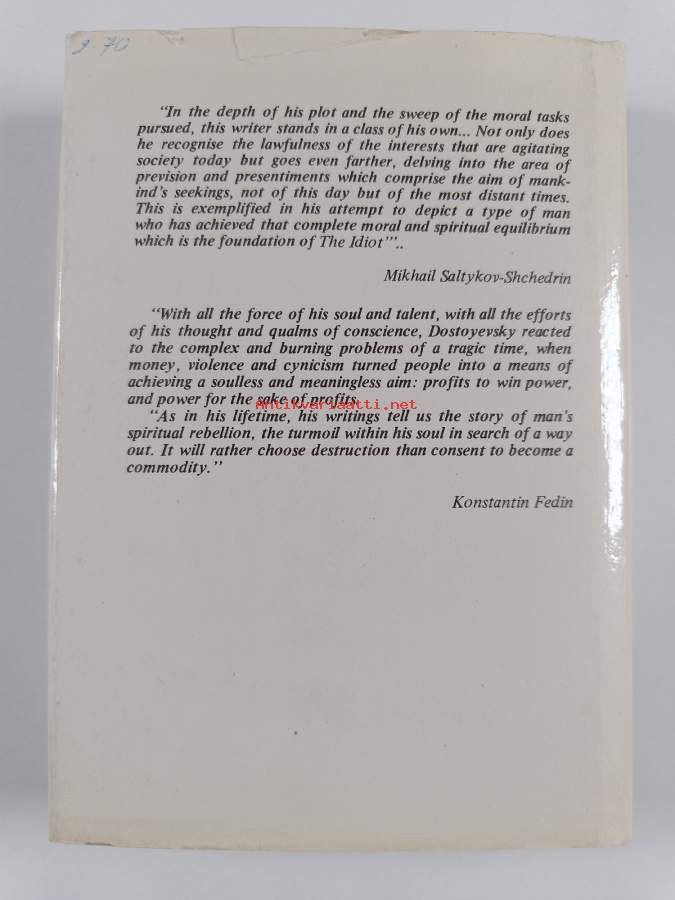 2-70
"In the depth of his plot and the sweep of the moral tasks
pursued, this writer stands in a class of his own... Not only does
he recognise the lawfulness of the interests that are agitating
society today but goes even farther, delving into the area of
prevision and presentiments which comprise the aim of mank-
ind's seekings, not of this day but of the most distant times.
This is exemplified in his attempt to depict a type of man
who has achieved that complete moral and spiritual equilibrium
which is the foundation of The Idiot"'..
Mikhail Saltykov-Shchedrin
"With all the force of his soul and talent, with all the efforts
of his thought and qualms of conscience, Dostoyevsky reacted
to the complex and burning problems of a tragic time, when
money, violence and cynicism turned people into a means of
achieving a soulless and meaningless aim: profits to win power,
and power for the sake of profits.
Antikvariaatti.net
"As in his lifetime, his writings tell us the story of man's
spiritual rebellion, the turmoil within his soul in search of a way
out. It will rather choose destruction than consent to become a
commodity."
Konstantin Fedin